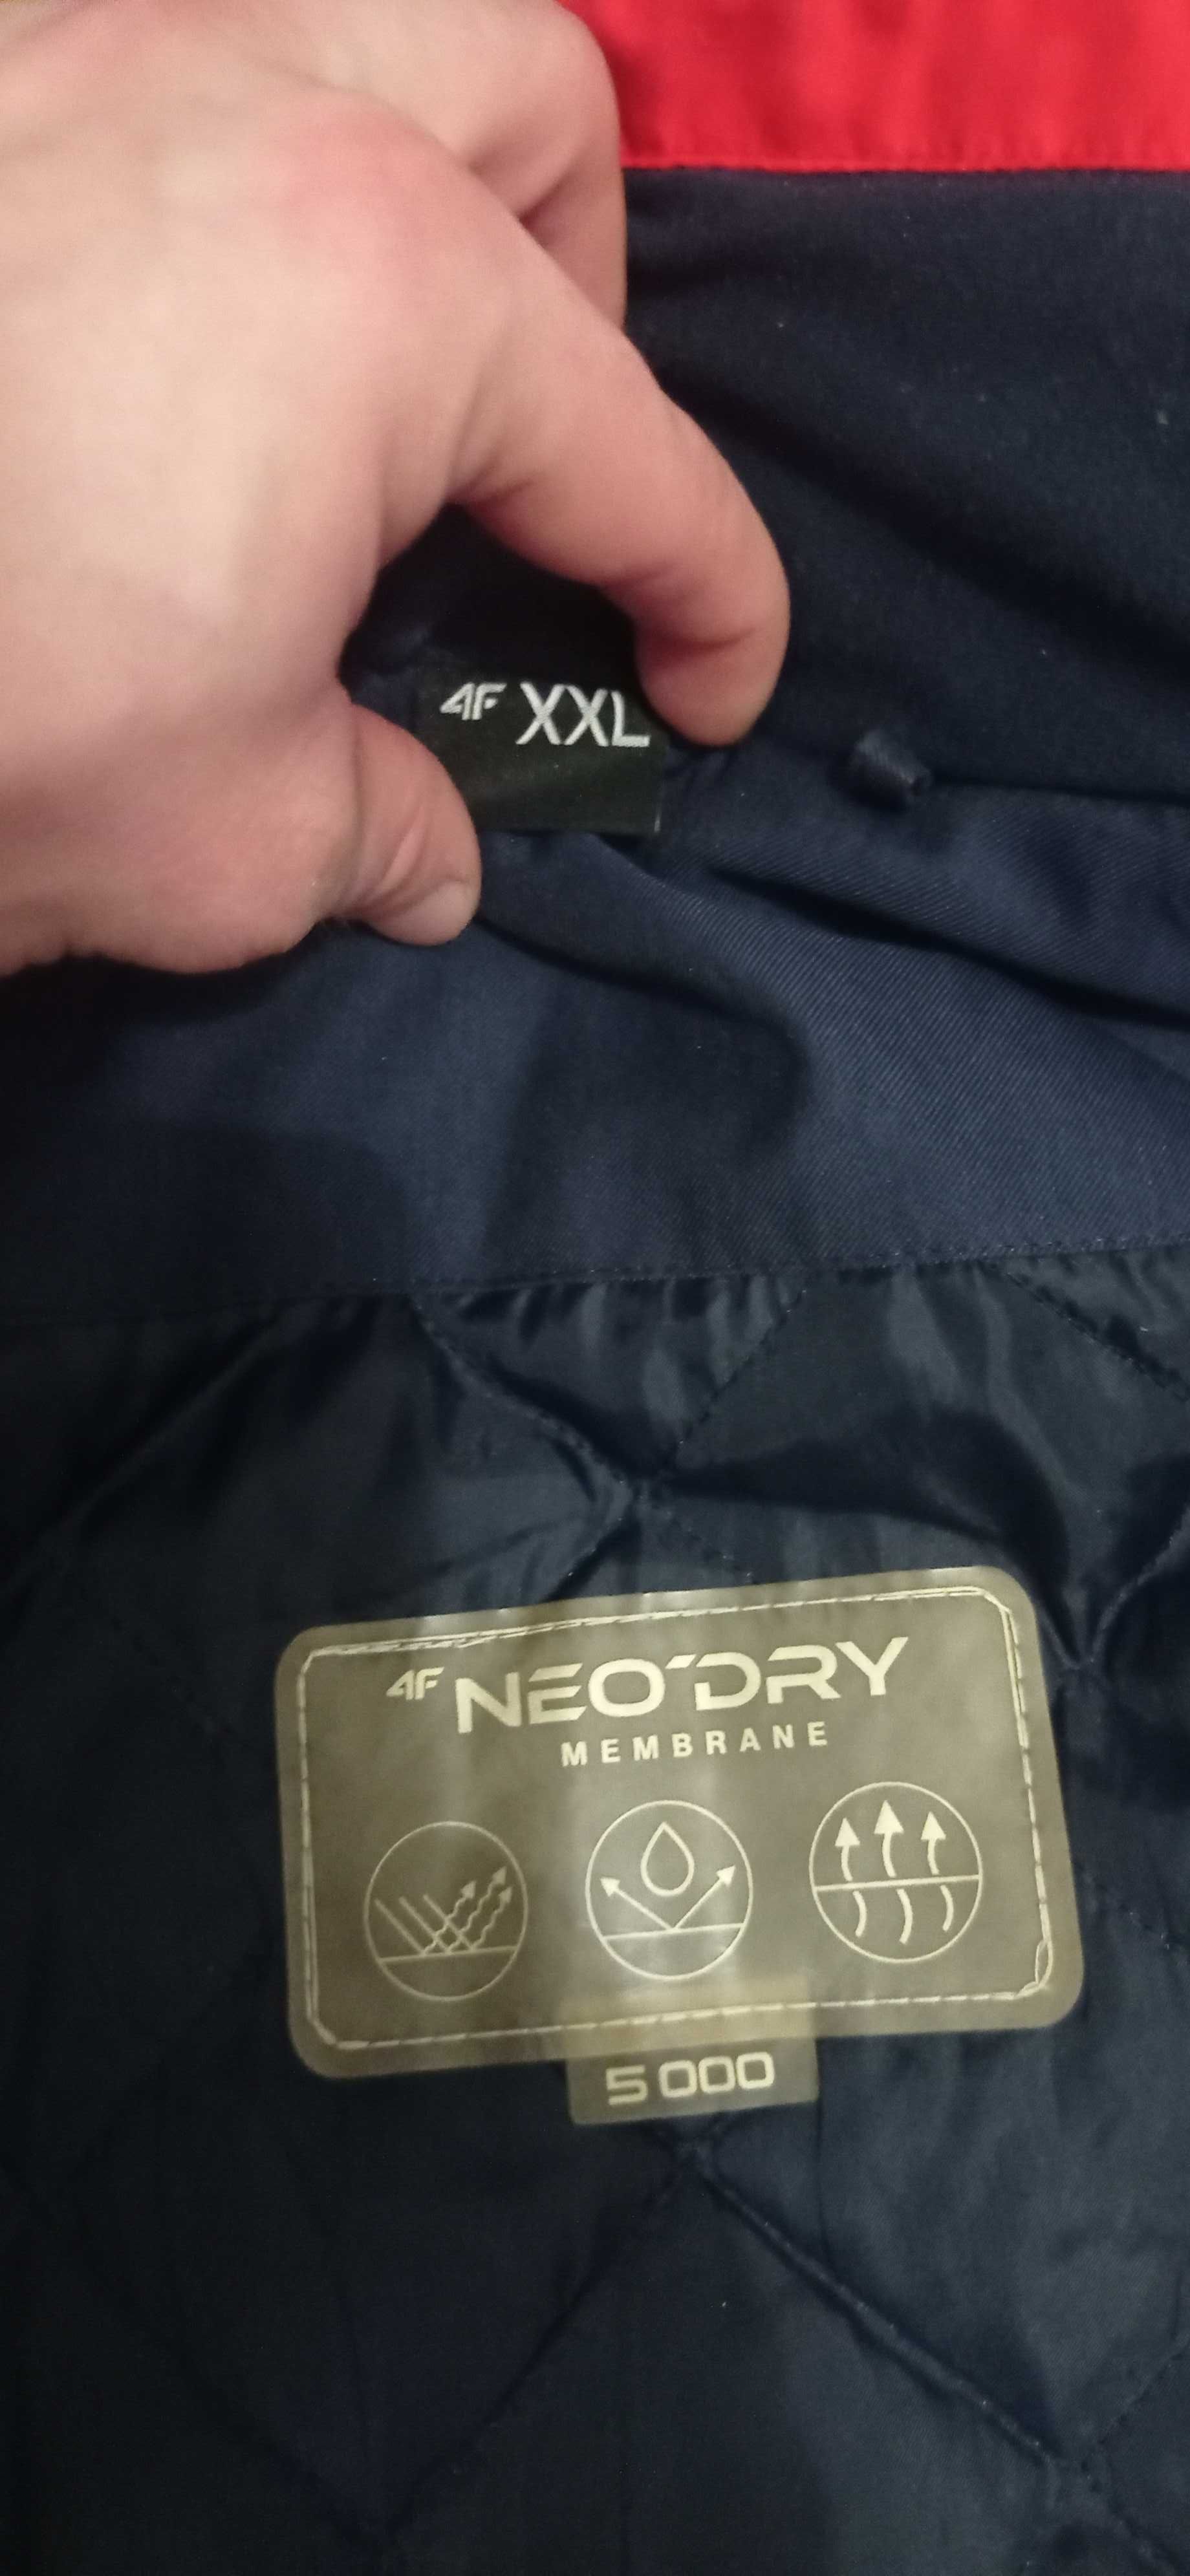 4F XXL
4F NEO'DRY
MEMBRANE
5 000